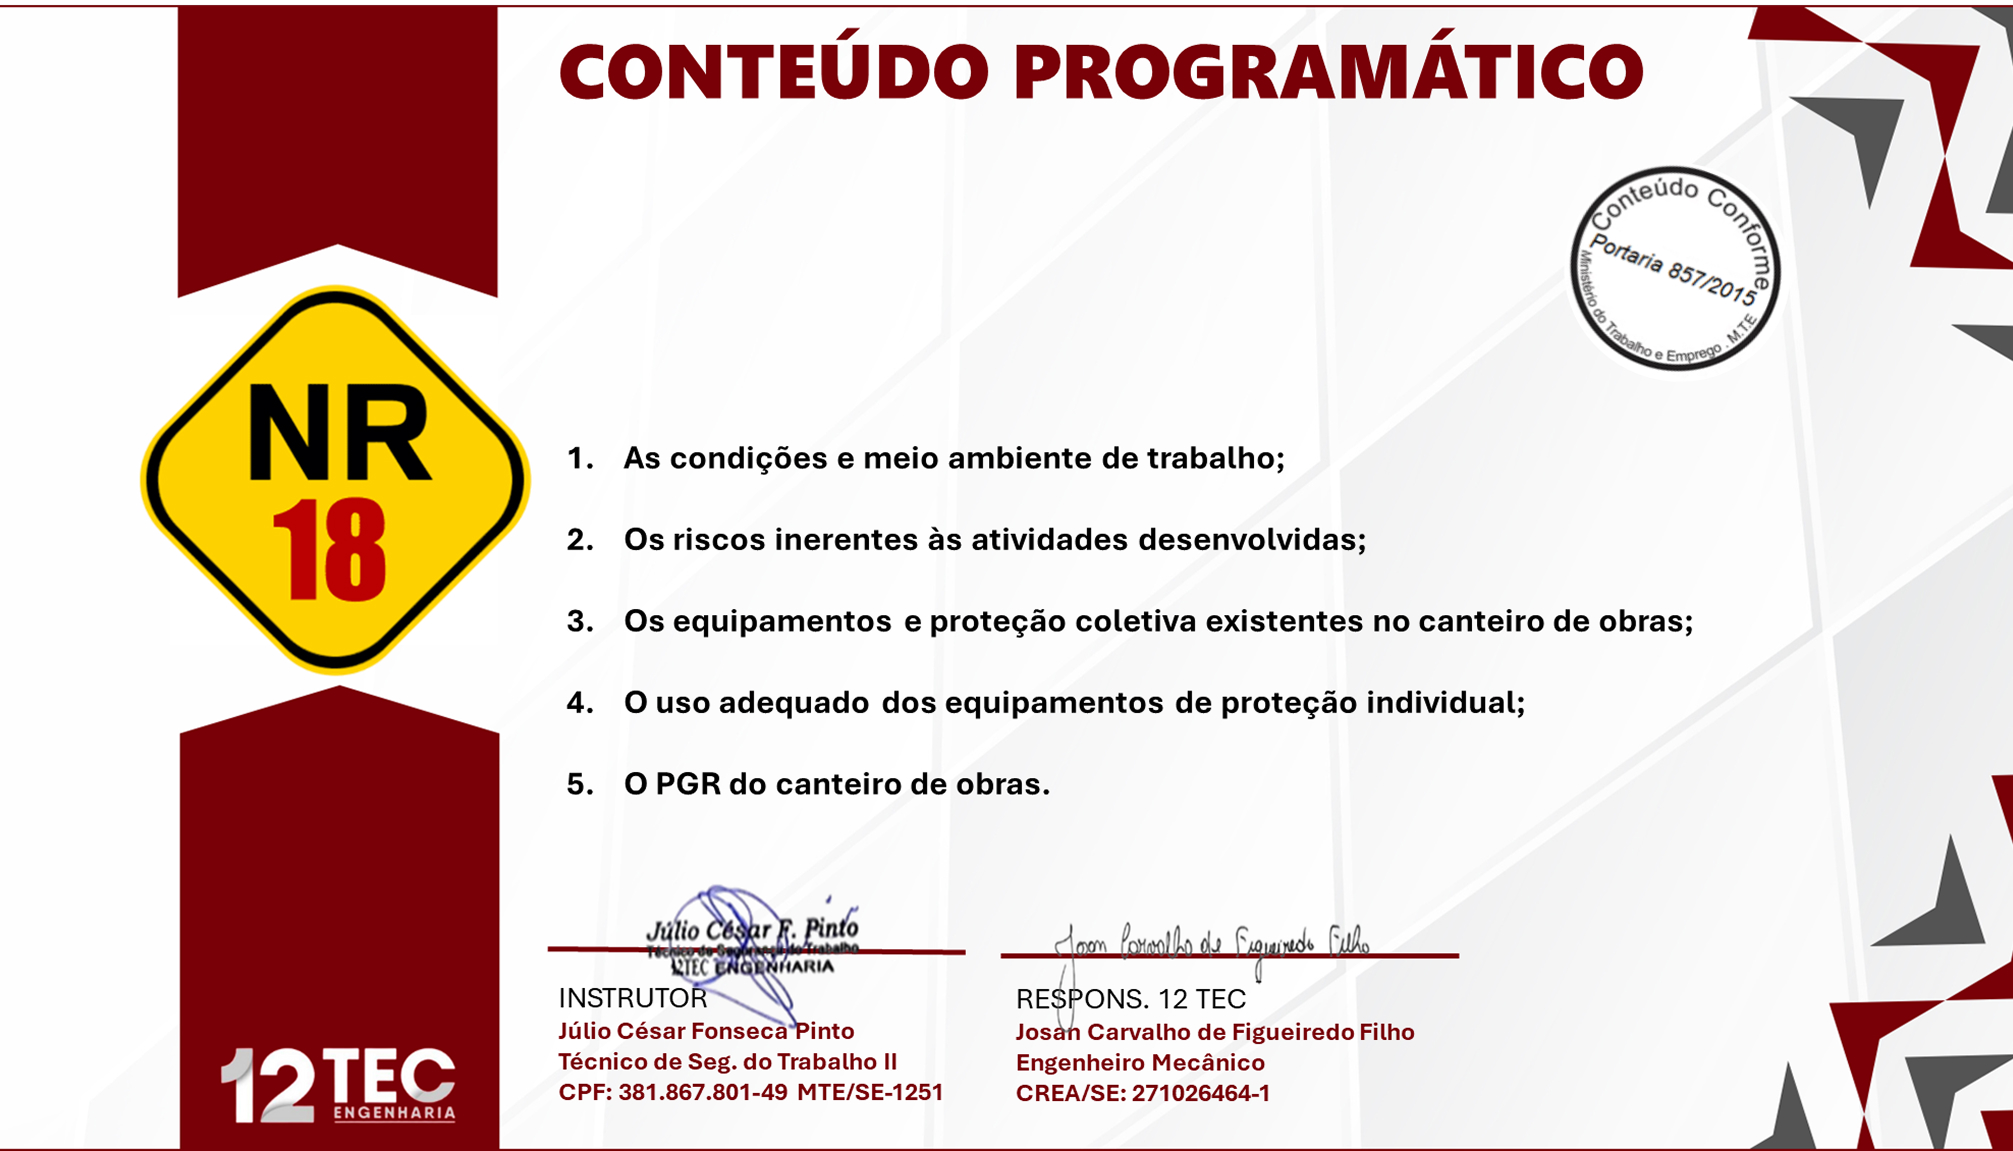 CONTEÚDO PROGRAMÁTICO
Conteúdo Conforme
Portaria 857/2015
Ministério do Trabalho e Emprego . M.T.E
NR
18
1. As condições e meio ambiente de trabalho;
2. Os riscos inerentes às atividades desenvolvidas;
3. Os equipamentos e proteção coletiva existentes no canteiro de obras;
4. O uso adequado dos equipamentos de proteção individual;
5. O PGR do canteiro de obras.
Júlio César F. Pinto
Técnico de Segurança do Trabalho
12TEC ENGENHARIA
INSTRUTOR
Júlio César Fonseca Pinto
Técnico de Seg. do Trabalho II
CPF: 381.867.801-49 MTE/SE-1251
Josan Carvalho de Figueiredo Filho
RESPONS. 12 TEC
Josan Carvalho de Figueiredo Filho
Engenheiro Mecânico
CREA/SE: 271026464-1
12TEC
ENGENHARIA